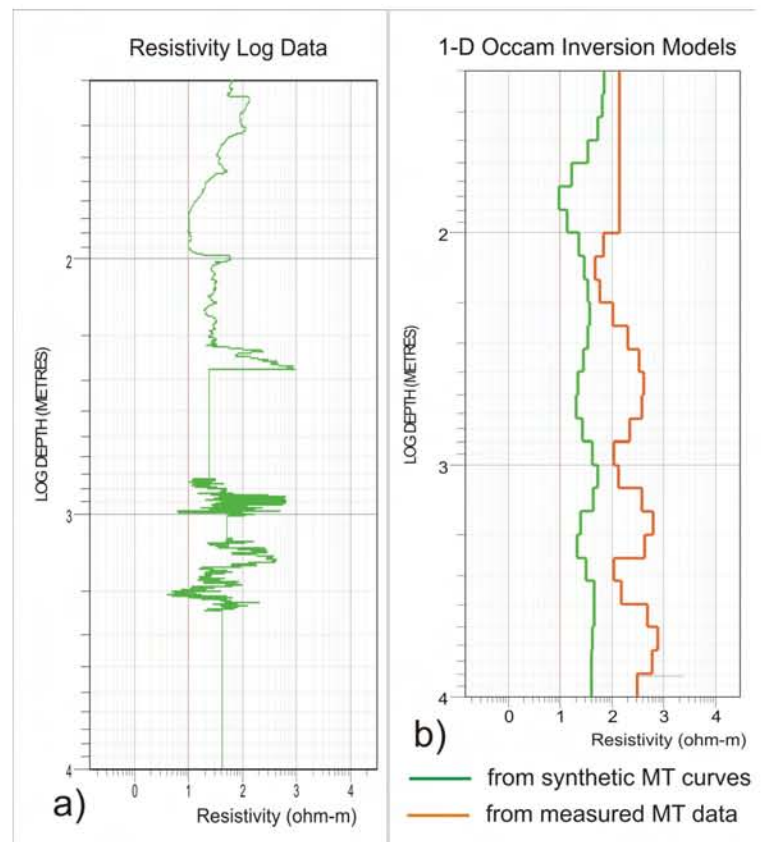 Resistivity Log Data
LOG DEPTH (METRES)
2
3
4
0 1 2 3 4
Resistivity (ohm-m)
a)
1-D Occam Inversion Models
LOG DEPTH (METRES)
2
3
4
0 1 2 3 4
Resistivity (ohm-m)
b)
from synthetic MT curves
from measured MT data